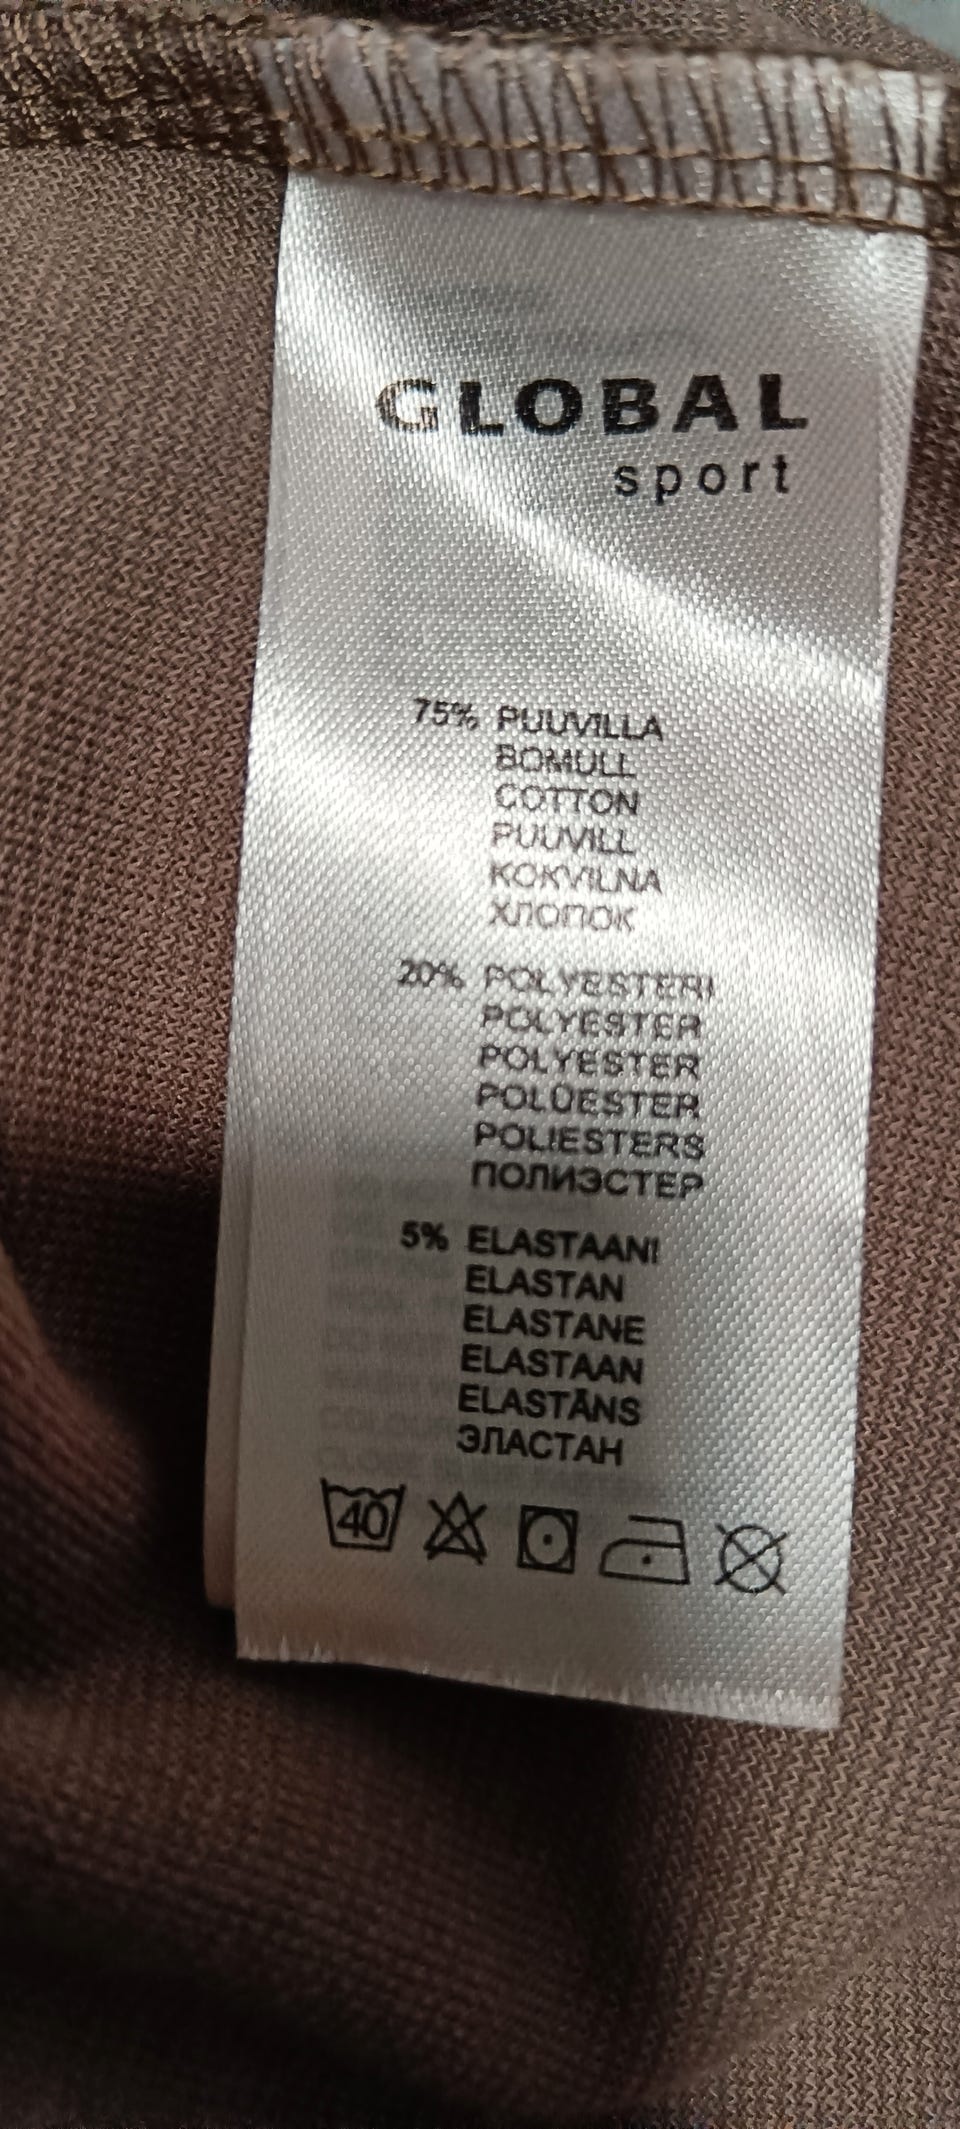 GLOBAL
sport
75% PUUVILLA
BOMULL
COTTON
PUUVILL
KOKVILNA
ХЛОПОК
20% POLYESTERI
POLYESTER
POLYESTER
POLÜESTER
POLIESTERS
ПОЛИЭСТЕР
5% ELASTAANI
ELASTAN
ELASTANE
ELASTAAN
ELASTĀNS
ЭЛАСТАН
40